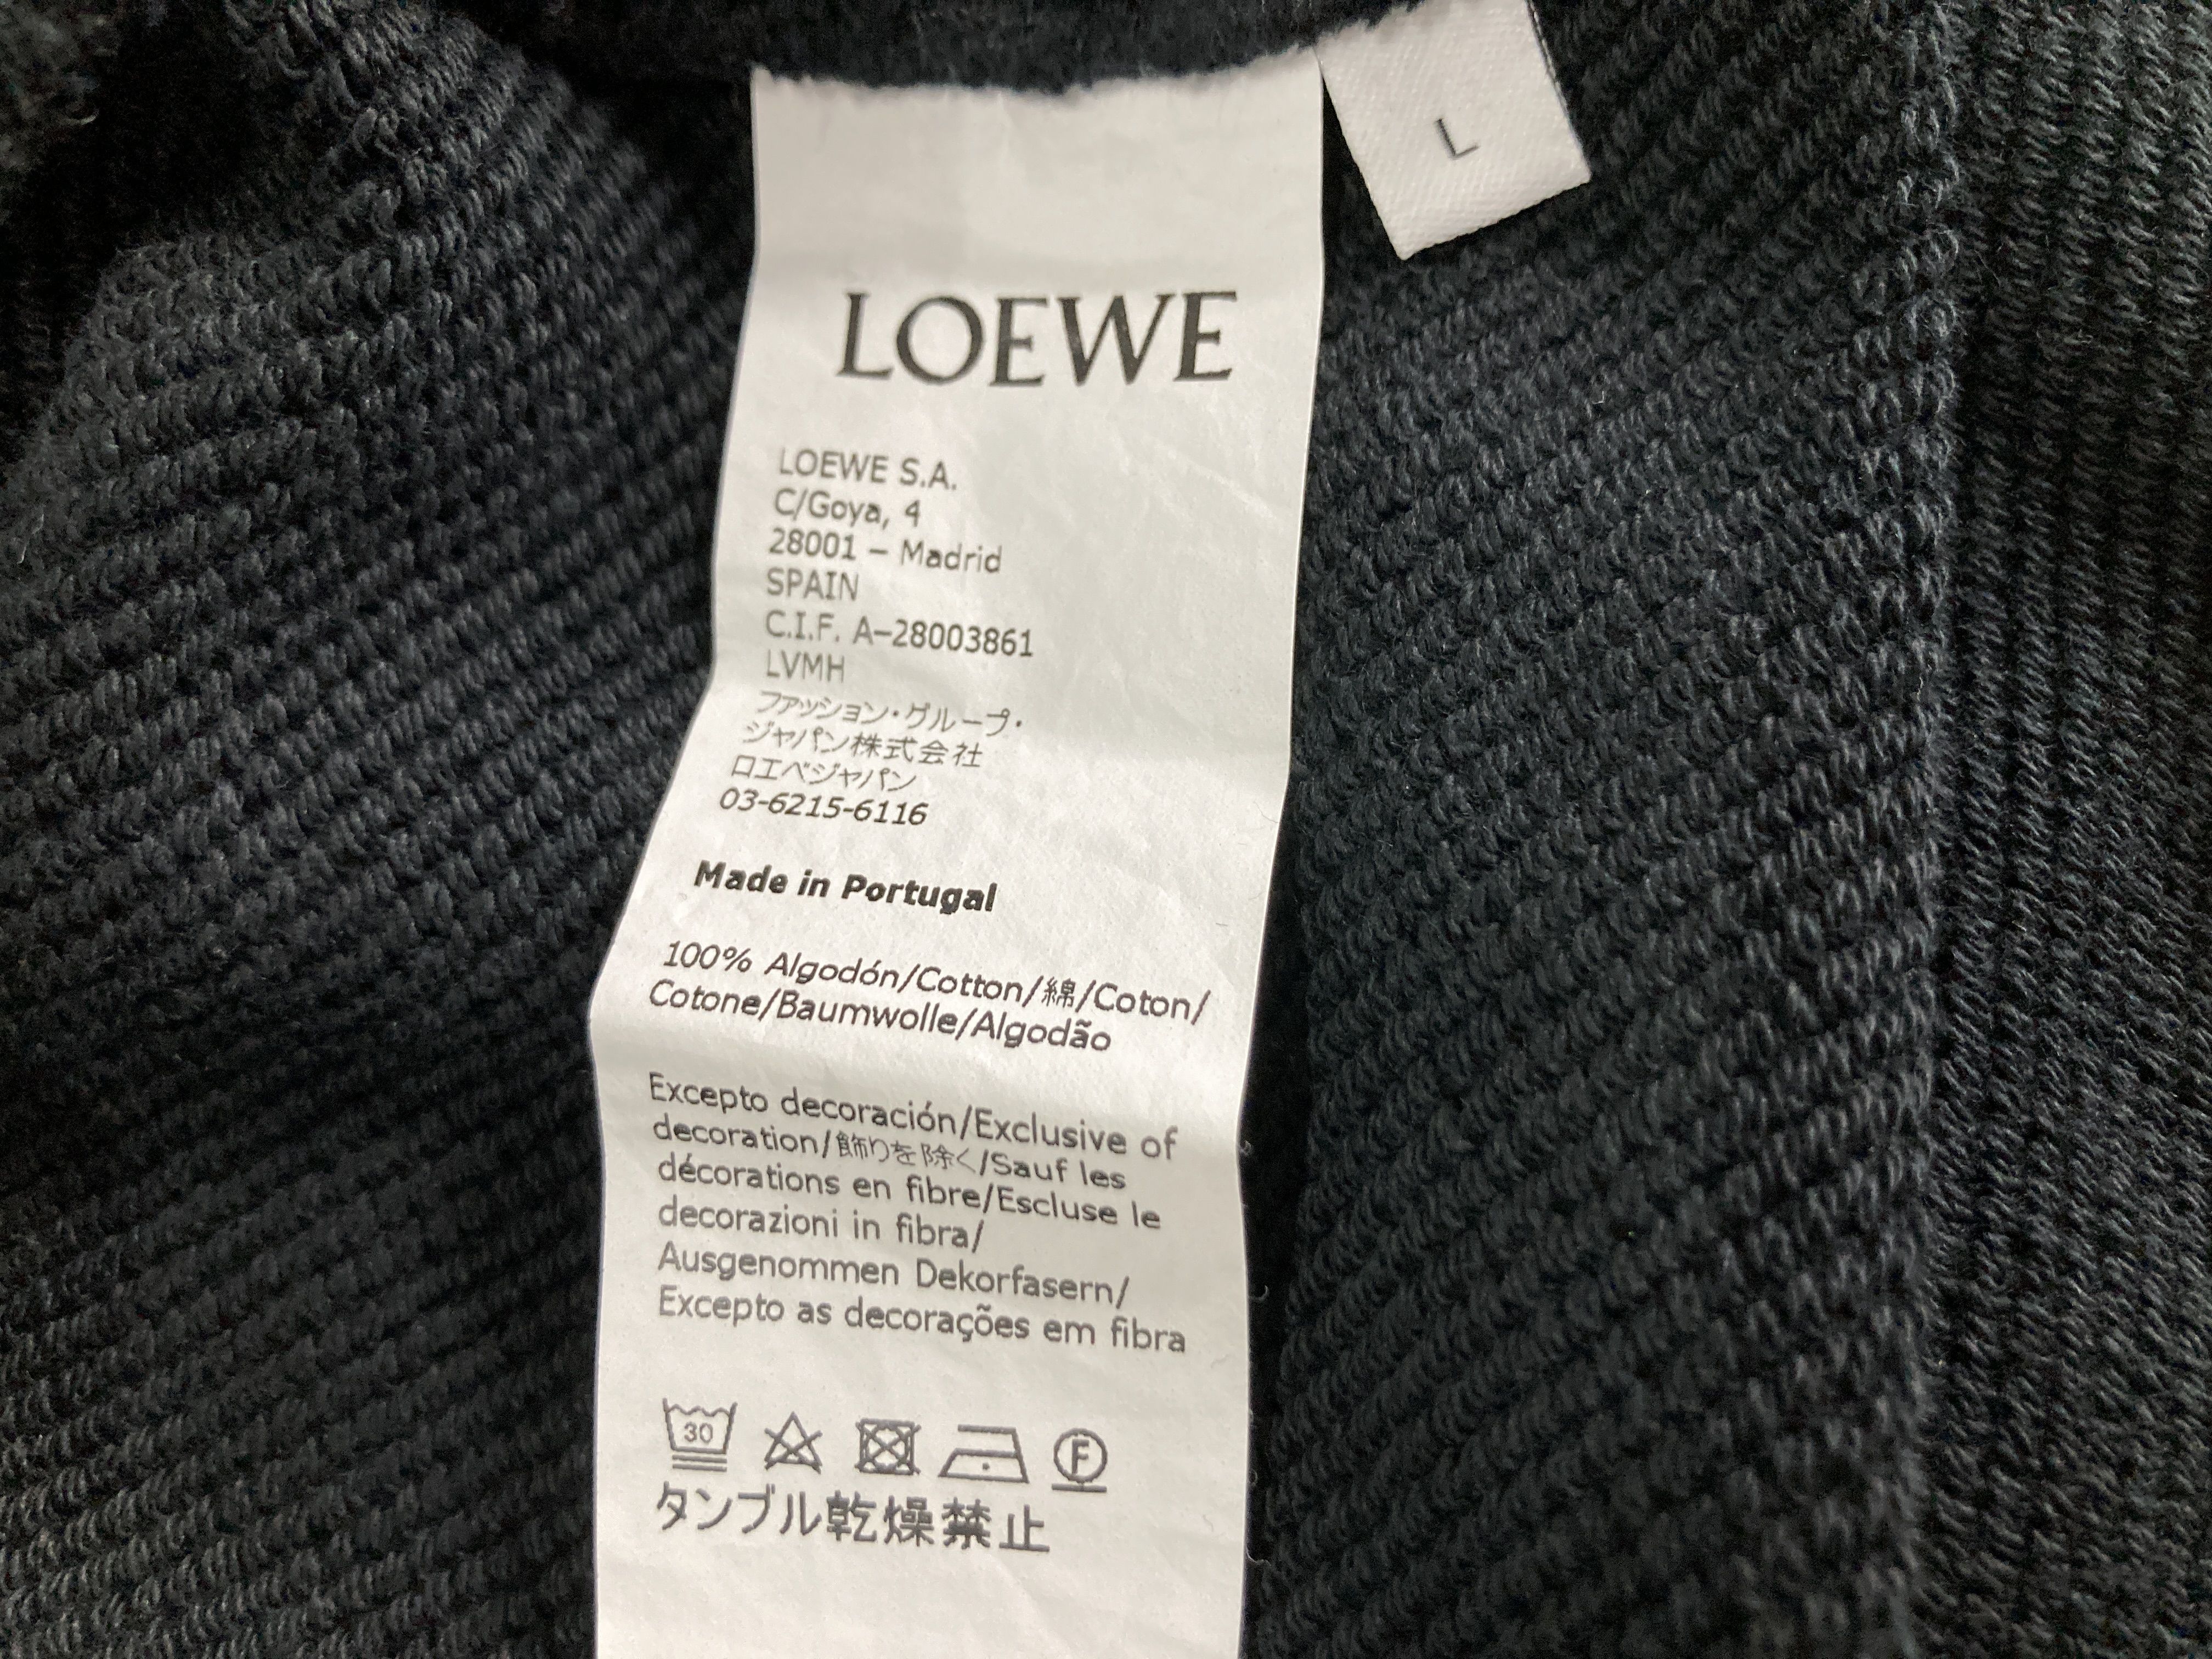 L
LOEWE
LOEWE S.A.
C/Goya, 4
28001 – Madrid
SPAIN
C.I.F. A–28003861
LVMH
ファッション・グループ・
ジャパン株式会社
ロエベジャパン
03-6215-6116
Made in Portugal
100% Algodón/Cotton/綿/Coton/
Cotone/Baumwolle/Algodão
Excepto decoración/Exclusive of
decoration/飾りを除く/Sauf les
décorations en fibre/Escluse le
decorazioni in fibra/
Ausgenommen Dekorfasern/
Excepto as decorações em fibra
30 F
タンブル乾燥禁止